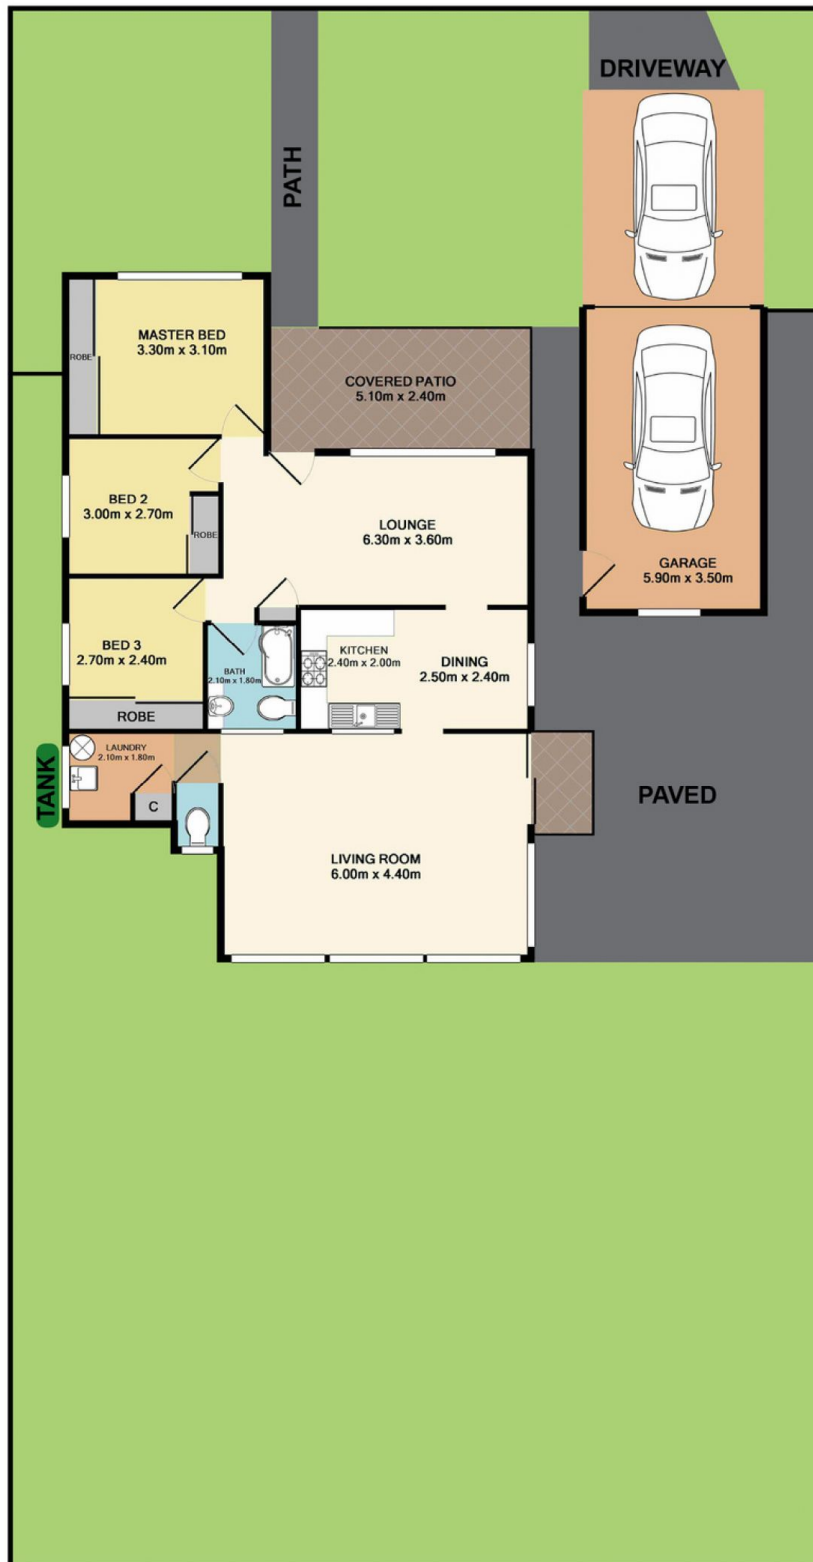 DRIVEWAY
PATH
MASTER BED
3.30m x 3.10m
ROBE
COVERED PATIO
5.10m x 2.40m
BED 2
3.00m x 2.70m
ROBE
LOUNGE
6.30m x 3.60m
GARAGE
5.90m x 3.50m
BED 3
2.70m x 2.40m
ROBE
BATH
2.10m x 1.80m
KITCHEN
2.40m x 2.00m
DINING
2.50m x 2.40m
LAUNDRY
2.10m x 1.80m
C
TANK
PAVED
LIVING ROOM
6.00m x 4.40m